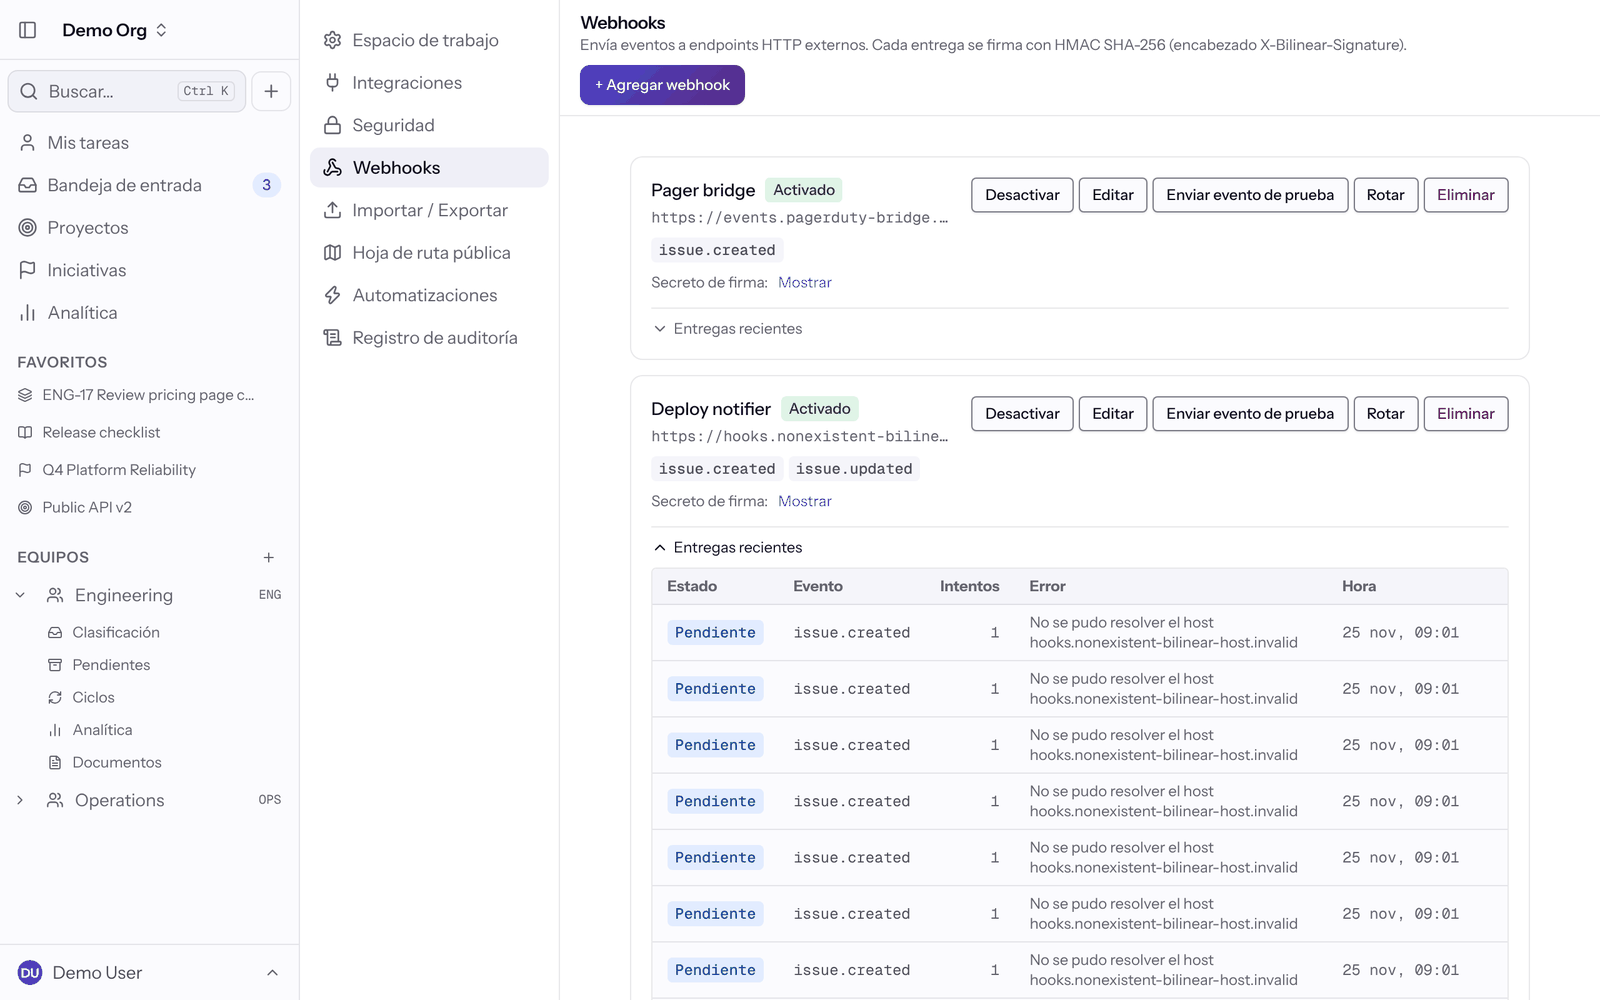 Demo Org
Buscar...
Ctrl K
Mis tareas
Bandeja de entrada
3
Proyectos
Iniciativas
Analítica
FAVORITOS
ENG-17 Review pricing page c...
Release checklist
Q4 Platform Reliability
Public API v2
EQUIPOS
Engineering
ENG
Clasificación
Pendientes
Ciclos
Analítica
Documentos
Operations
OPS
DU
Demo User
Espacio de trabajo
Integraciones
Seguridad
Webhooks
Importar / Exportar
Hoja de ruta pública
Automatizaciones
Registro de auditoría
Webhooks
Envía eventos a endpoints HTTP externos. Cada entrega se firma con HMAC SHA-256 (encabezado X-Bilinear-Signature).
+ Agregar webhook
Pager bridge
Activado
Desactivar
Editar
Enviar evento de prueba
Rotar
Eliminar
https://events.pagerduty-bridge.…
issue.created
Secreto de firma: Mostrar
Entregas recientes
Deploy notifier
Activado
Desactivar
Editar
Enviar evento de prueba
Rotar
Eliminar
https://hooks.nonexistent-biline…
issue.created issue.updated
Secreto de firma: Mostrar
Entregas recientes
Estado Evento Intentos Error Hora
Pendiente issue.created 1 No se pudo resolver el host
hooks.nonexistent-bilinear-host.invalid 25 nov, 09:01
Pendiente issue.created 1 No se pudo resolver el host
hooks.nonexistent-bilinear-host.invalid 25 nov, 09:01
Pendiente issue.created 1 No se pudo resolver el host
hooks.nonexistent-bilinear-host.invalid 25 nov, 09:01
Pendiente issue.created 1 No se pudo resolver el host
hooks.nonexistent-bilinear-host.invalid 25 nov, 09:01
Pendiente issue.created 1 No se pudo resolver el host
hooks.nonexistent-bilinear-host.invalid 25 nov, 09:01
Pendiente issue.created 1 No se pudo resolver el host
hooks.nonexistent-bilinear-host.invalid 25 nov, 09:01
Pendiente issue.created 1 No se pudo resolver el host
hooks.nonexistent-bilinear-host.invalid 25 nov, 09:01